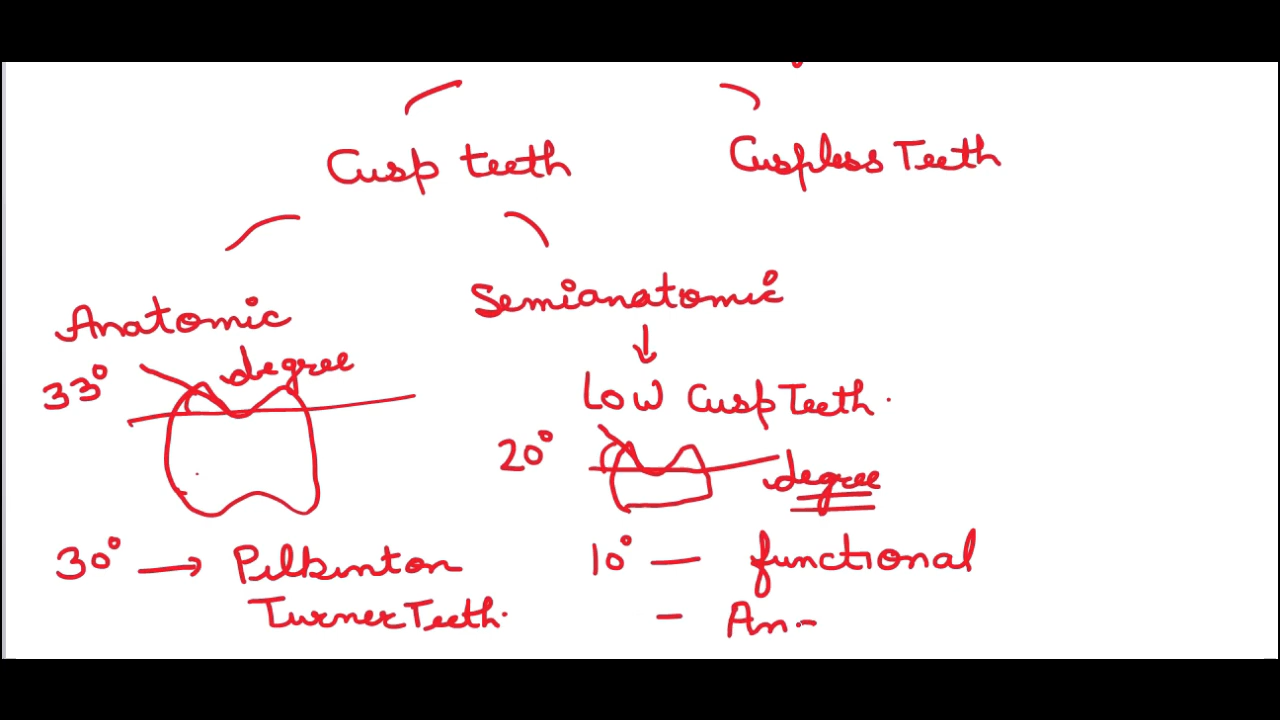 Cusp teeth
Cuspless Teeth
Anatomic
Semianatomic
33° degree
Low Cusp Teeth.
20° degree
30° → Pilkinton
Turner Teeth.
10° — functional
- An